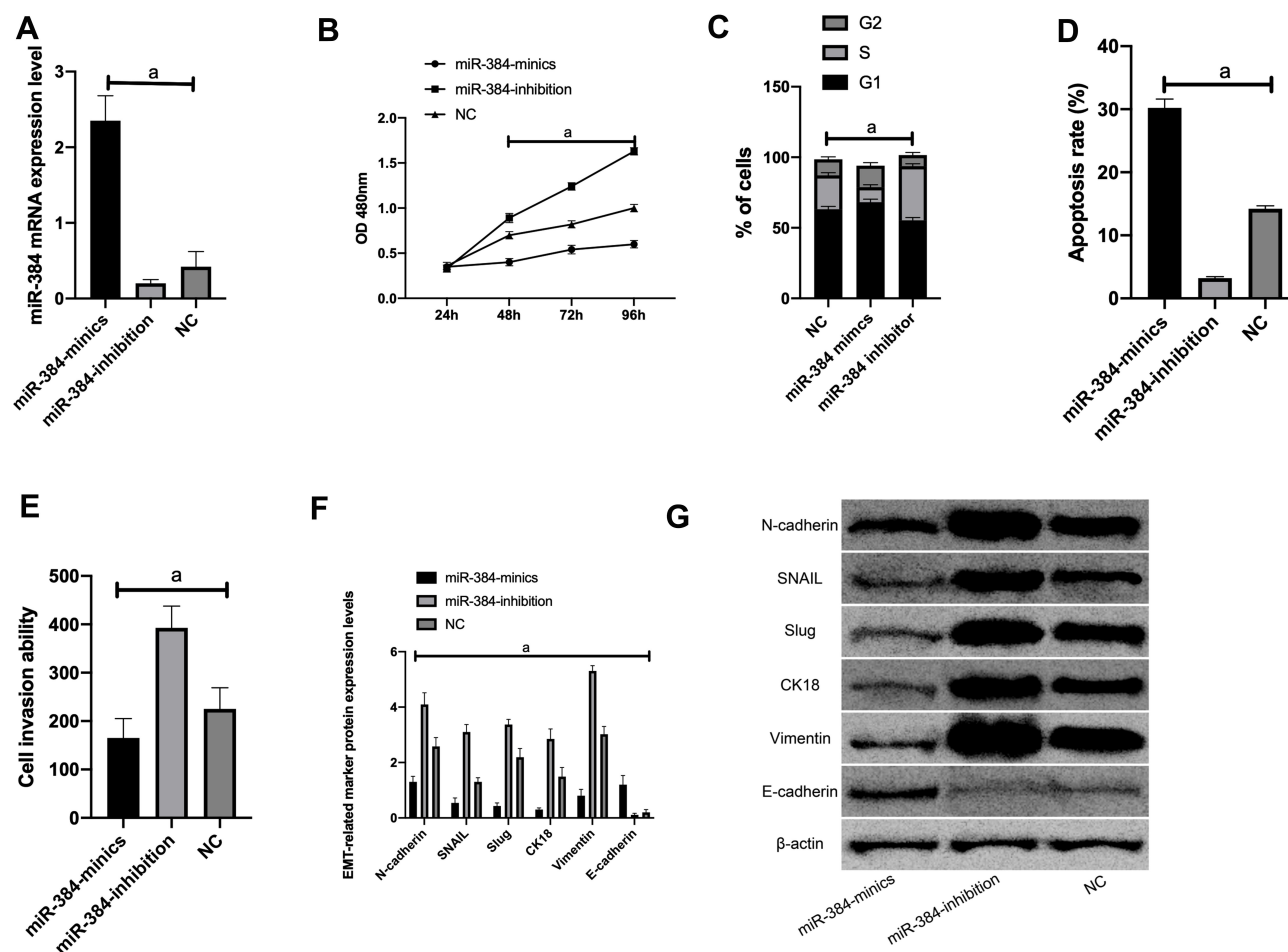 A
miR-384 mRNA expression level
3
2
1
0
a
miR-384-minics
miR-384-inhibition
NC
B
miR-384-minics
miR-384-inhibition
NC
OD 480nm
2.0
1.5
1.0
0.5
0.0
a
24h 48h 72h 96h
C
G2
S
G1
% of cells
150
100
50
0
a
NC
miR-384 mimcs
miR-384 inhibitor
D
Apoptosis rate (%)
40
30
20
10
0
a
miR-384-minics
miR-384-inhibition
NC
E
Cell invasion ability
500
400
300
200
100
0
a
miR-384-minics
miR-384-inhibition
NC
F
miR-384-minics
miR-384-inhibition
NC
EMT-related marker protein expression levels
6
4
2
0
a
N-cadherin
SNAIL
Slug
CK18
Vimentin
E-cadherin
G
N-cadherin
SNAIL
Slug
CK18
Vimentin
E-cadherin
β-actin
miR-384-minics
miR-384-inhibition
NC